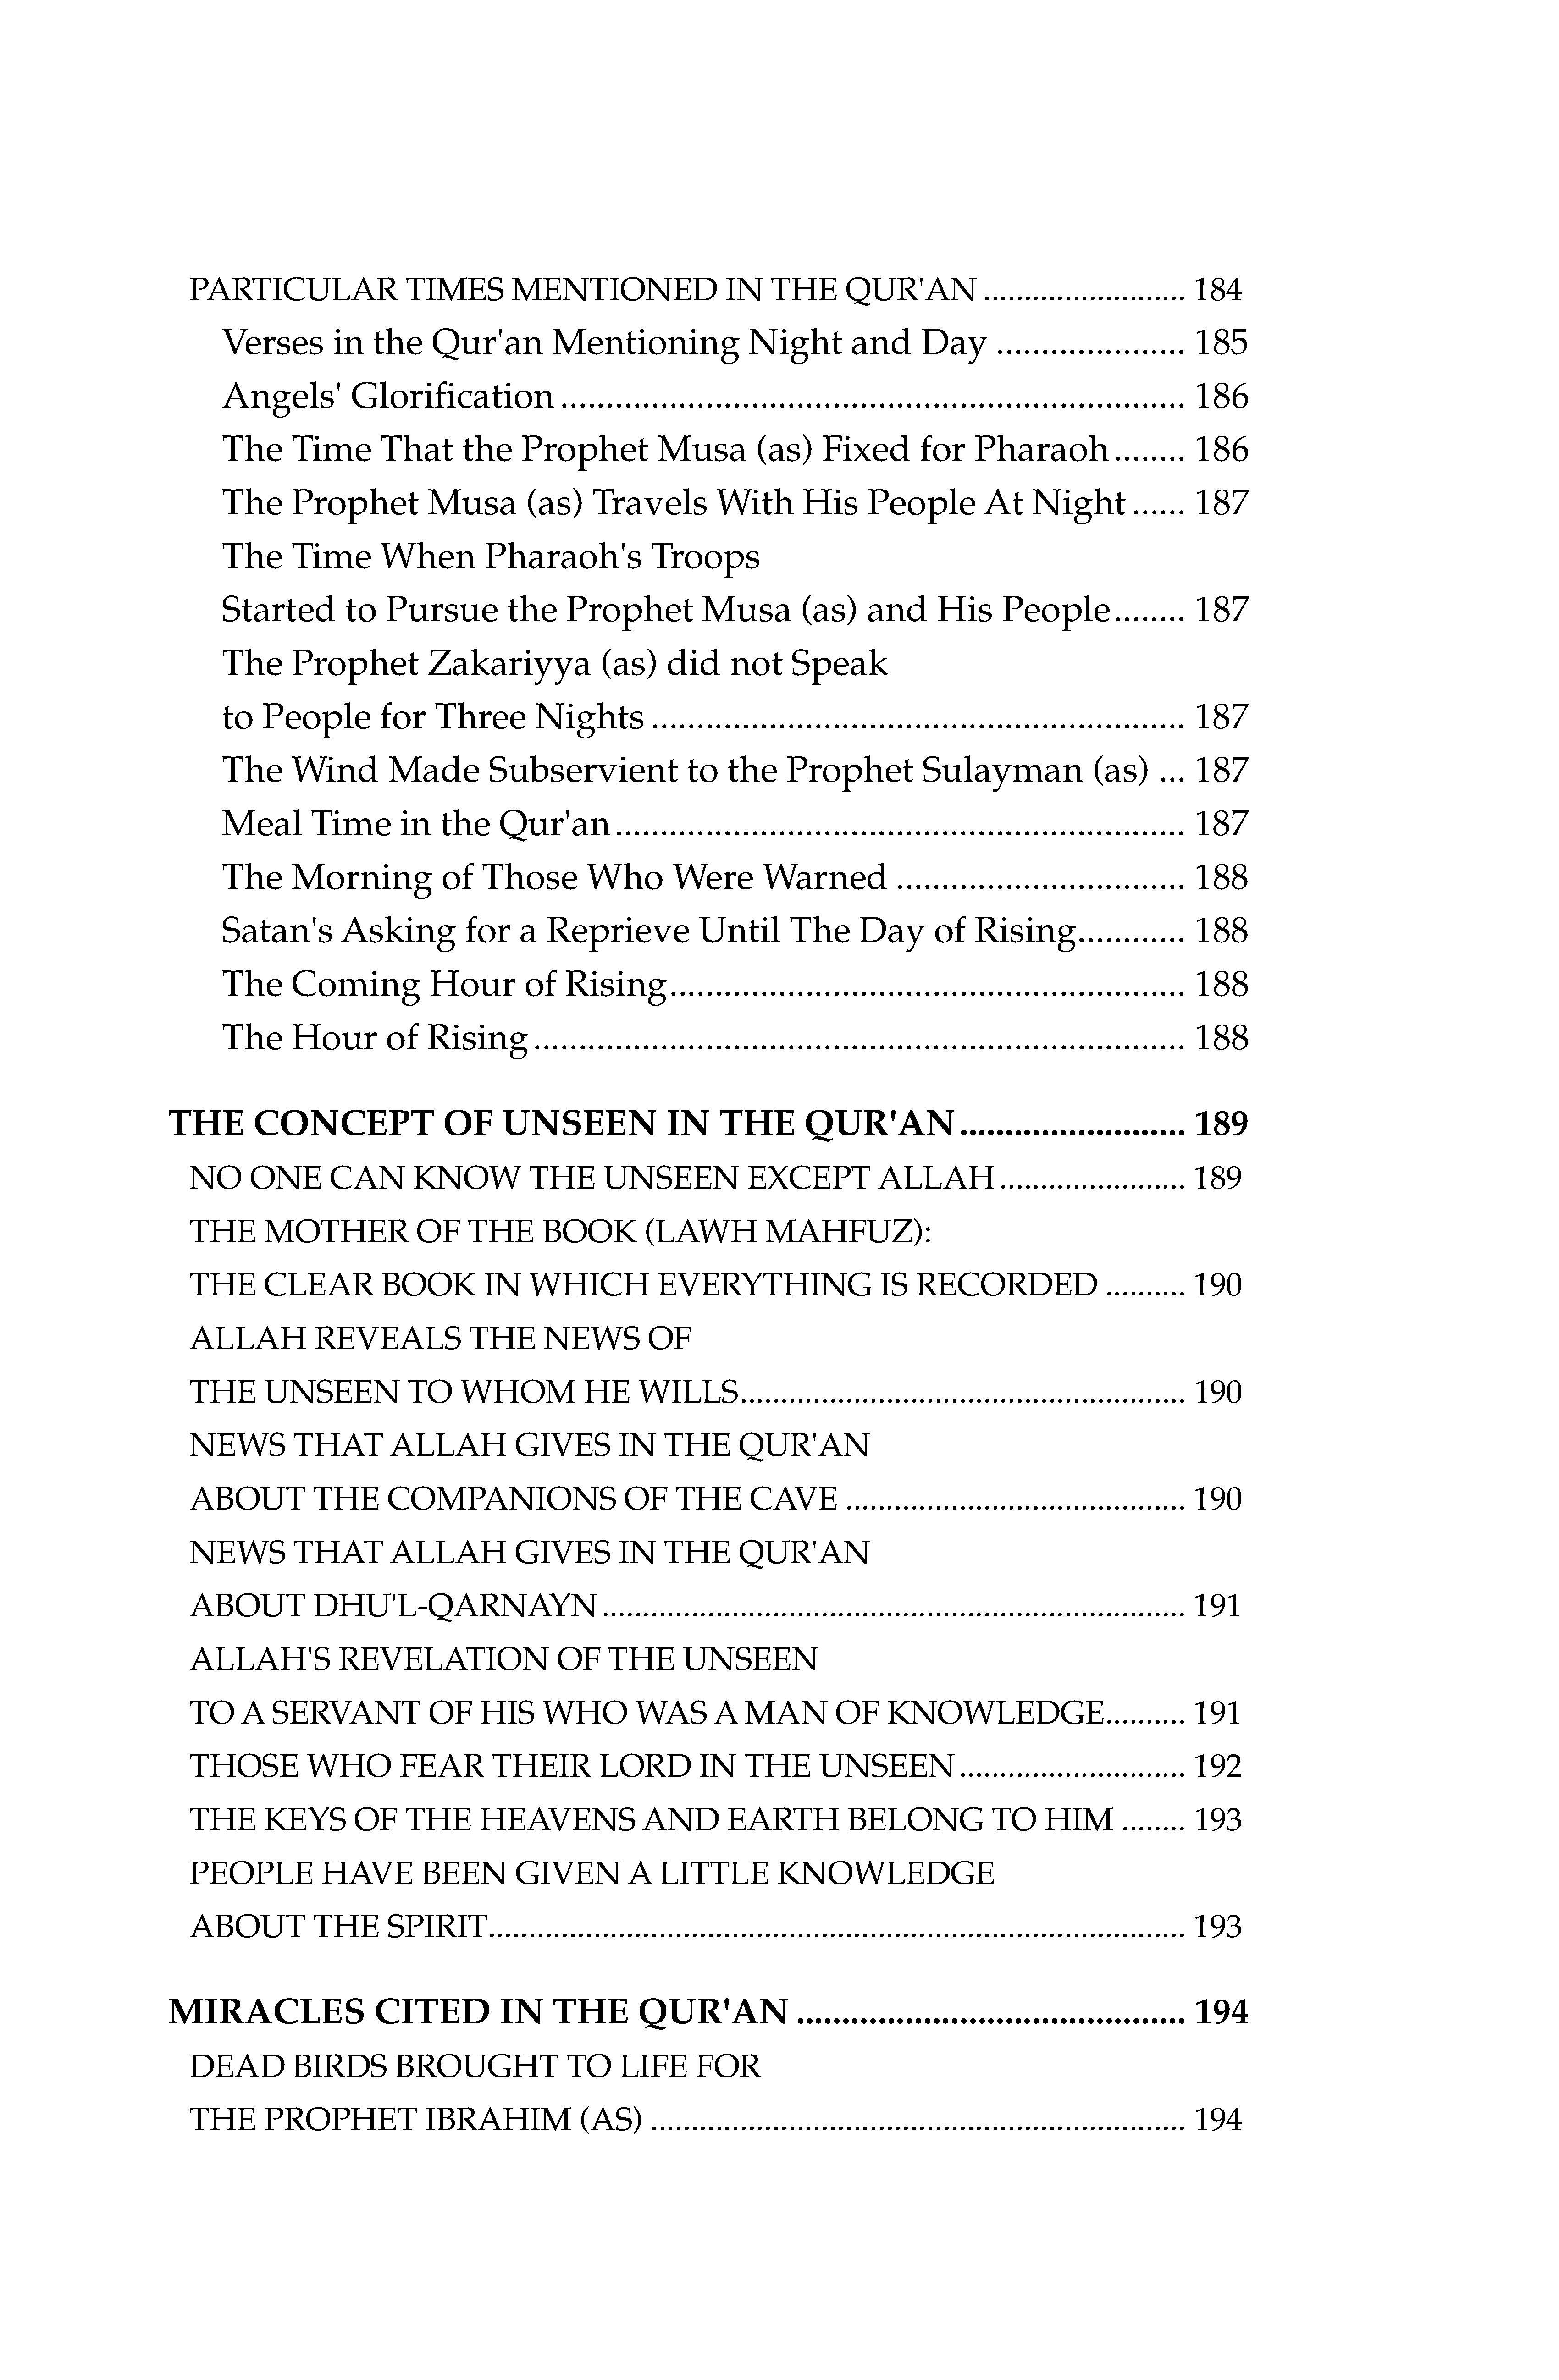 PARTICULAR TIMES MENTIONED IN THE QUR'AN ......................... 184
Verses in the Qur'an Mentioning Night and Day ..................... 185
Angels' Glorification ..................................................................... 186
The Time That the Prophet Musa (as) Fixed for Pharaoh ........ 186
The Prophet Musa (as) Travels With His People At Night ...... 187
The Time When Pharaoh's Troops
Started to Pursue the Prophet Musa (as) and His People ........ 187
The Prophet Zakariyya (as) did not Speak
to People for Three Nights ........................................................... 187
The Wind Made Subservient to the Prophet Sulayman (as) ... 187
Meal Time in the Qur'an ............................................................... 187
The Morning of Those Who Were Warned ................................ 188
Satan's Asking for a Reprieve Until The Day of Rising ............ 188
The Coming Hour of Rising ......................................................... 188
The Hour of Rising ........................................................................ 188
THE CONCEPT OF UNSEEN IN THE QUR'AN ......................... 189
NO ONE CAN KNOW THE UNSEEN EXCEPT ALLAH ....................... 189
THE MOTHER OF THE BOOK (LAWH MAHFUZ):
THE CLEAR BOOK IN WHICH EVERYTHING IS RECORDED .......... 190
ALLAH REVEALS THE NEWS OF
THE UNSEEN TO WHOM HE WILLS ....................................................... 190
NEWS THAT ALLAH GIVES IN THE QUR'AN
ABOUT THE COMPANIONS OF THE CAVE .......................................... 190
NEWS THAT ALLAH GIVES IN THE QUR'AN
ABOUT DHU'L-QARNAYN ........................................................................ 191
ALLAH'S REVELATION OF THE UNSEEN
TO A SERVANT OF HIS WHO WAS A MAN OF KNOWLEDGE .......... 191
THOSE WHO FEAR THEIR LORD IN THE UNSEEN ............................ 192
THE KEYS OF THE HEAVENS AND EARTH BELONG TO HIM ........ 193
PEOPLE HAVE BEEN GIVEN A LITTLE KNOWLEDGE
ABOUT THE SPIRIT ...................................................................................... 193
MIRACLES CITED IN THE QUR'AN ........................................... 194
DEAD BIRDS BROUGHT TO LIFE FOR
THE PROPHET IBRAHIM (AS) .................................................................. 194